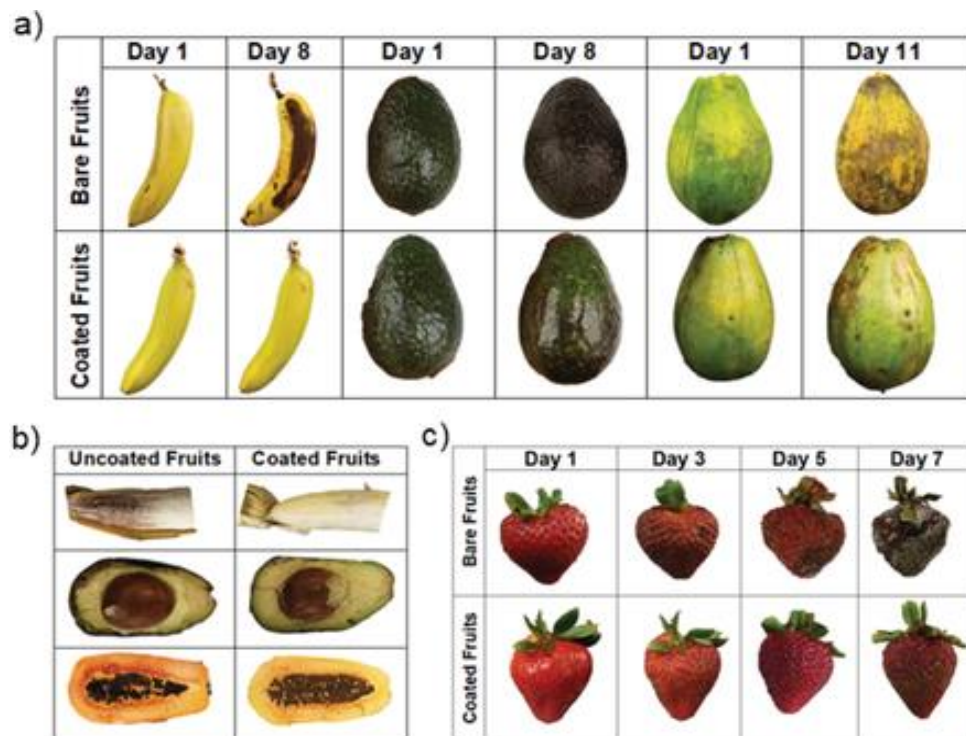 a)
Day 1 Day 8 Day 1 Day 8 Day 1 Day 11
Bare Fruits
Coated Fruits
b)
Uncoated Fruits Coated Fruits
c)
Day 1 Day 3 Day 5 Day 7
Bare Fruits
Coated Fruits